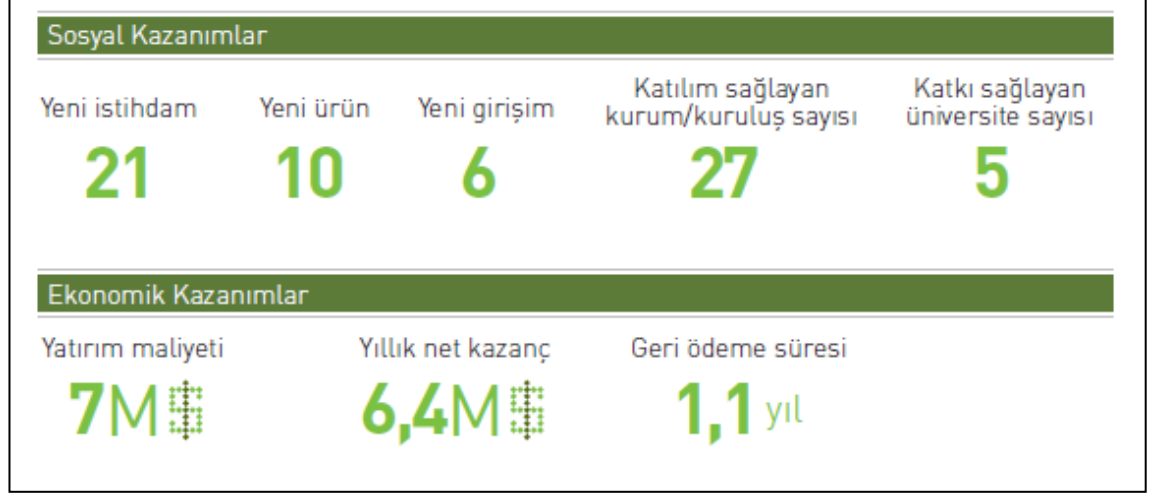 Sosyal Kazanımlar
Yeni istihdam
21
Yeni ürün
10
Yeni girişim
6
Katılım sağlayan
kurum/kuruluş sayısı
27
Katkı sağlayan
üniversite sayısı
5
Ekonomik Kazanımlar
Yatırım maliyeti
7M$
Yıllık net kazanç
6,4M$
Geri ödeme süresi
1,1 yıl